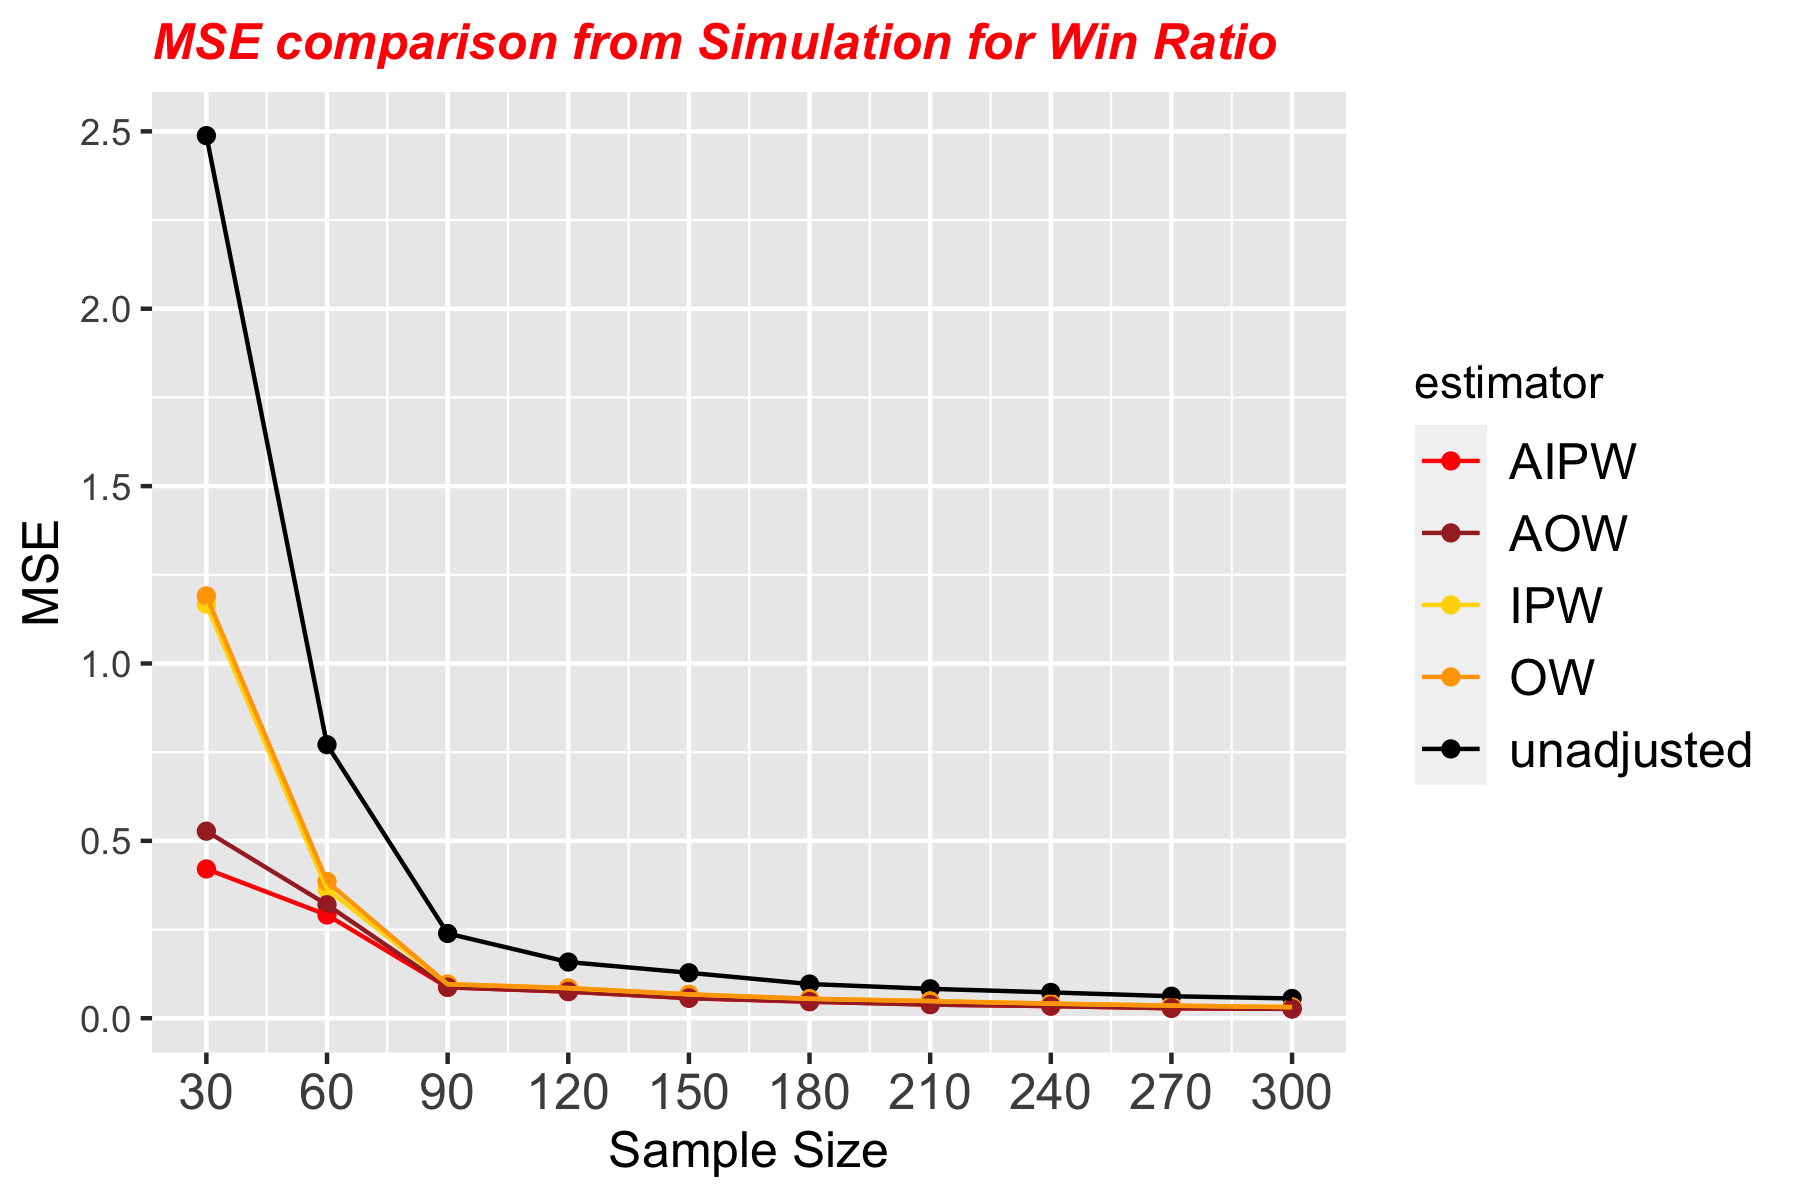 MSE comparison from Simulation for Win Ratio
2.5
2.0
1.5
1.0
0.5
0.0
MSE
30 60 90 120 150 180 210 240 270 300
Sample Size
estimator
AIPW
AOW
IPW
OW
unadjusted